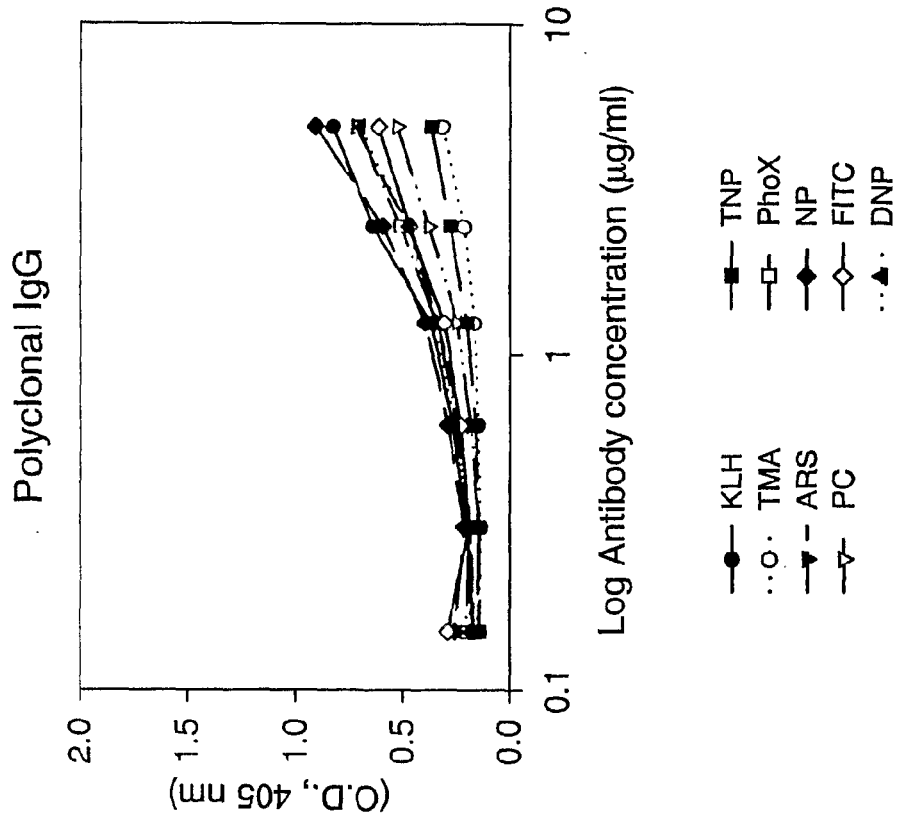 Polyclonal IgG
2.0
1.5
1.0
0.5
0.0
(O.D., 405 nm)
0.1
1
10
Log Antibody concentration (µg/ml)
KLH
TMA
ARS
PC
TNP
PhoX
NP
FITC
DNP